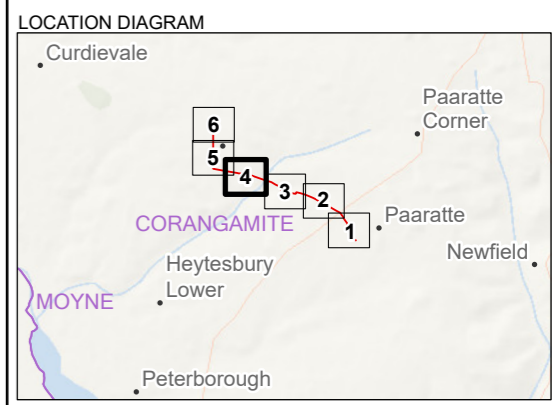 LOCATION DIAGRAM
Curdievale
Paaratte
Corner
6
5
4
3
2
1
Paaratte
CORANGAMITE
Newfield
Heytesbury
Lower
MOYNE
Peterborough